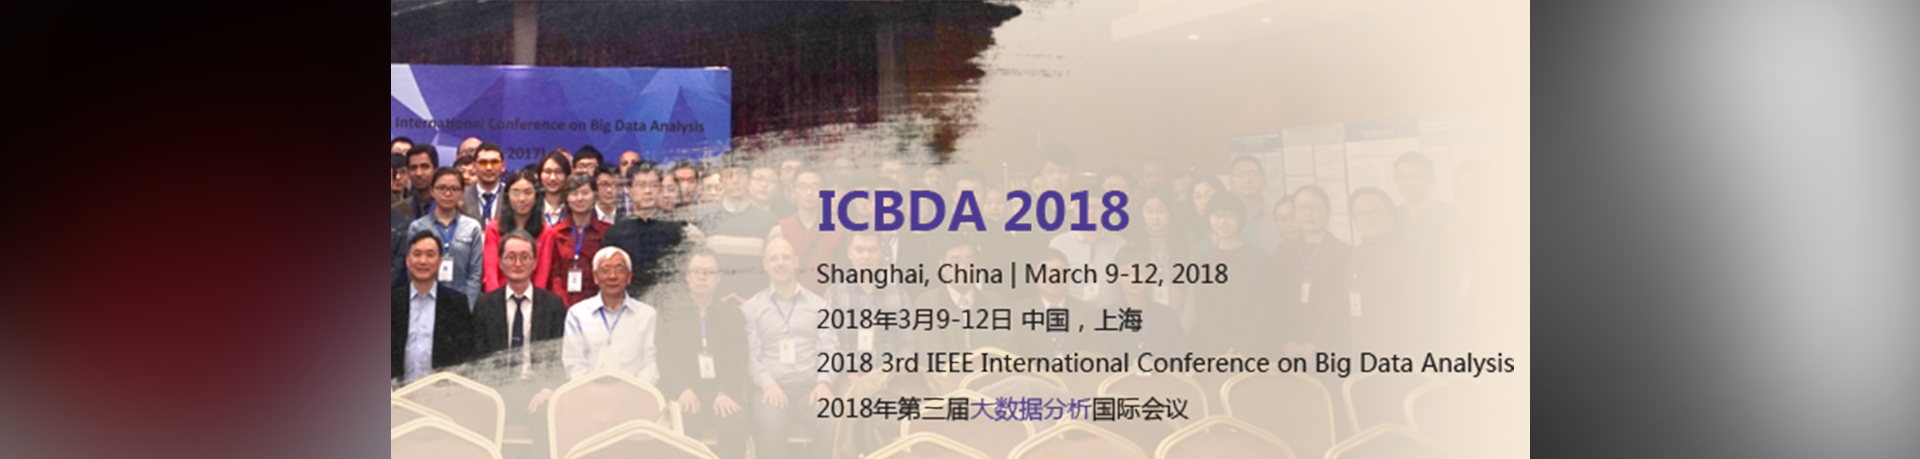 International Conference on Big Data Analysis
2017)
ICBDA 2018
Shanghai, China | March 9-12, 2018
2018年3月9-12日 中国，上海
2018 3rd IEEE International Conference on Big Data Analysis
2018年第三届大数据分析国际会议